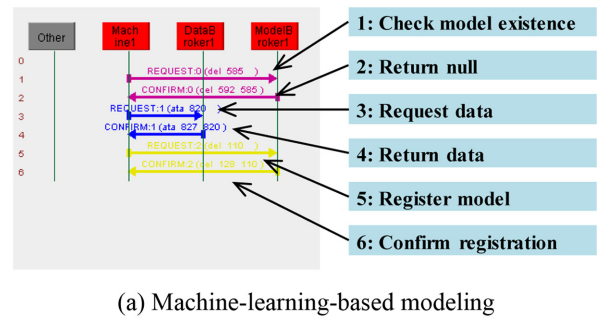 Other
Mach
ine1
DataB
roker1
ModelB
roker1
0
1
2
3
4
5
6
REQUEST:0 (del 585 )
CONFIRM:0 (del 592 585)
REQUEST:1 (ata 820 )
CONFIRM:1 (ata 827 820)
REQUEST:2 (del 110 )
CONFIRM:2 (del 128 110)
1: Check model existence
2: Return null
3: Request data
4: Return data
5: Register model
6: Confirm registration
(a) Machine-learning-based modeling